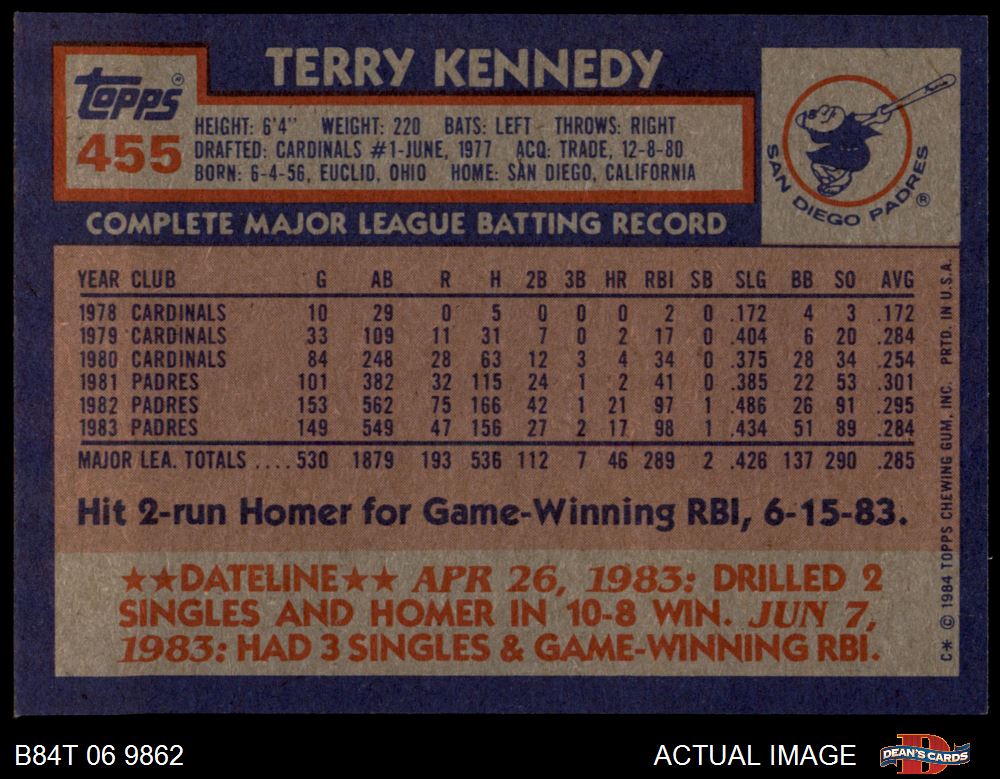 TERRY KENNEDY
topps®
455
HEIGHT: 6'4" WEIGHT: 220 BATS: LEFT THROWS: RIGHT
DRAFTED: CARDINALS #1-JUNE, 1977 ACQ: TRADE, 12-8-80
BORN: 6-4-56, EUCLID, OHIO HOME: SAN DIEGO, CALIFORNIA
SAN DIEGO PADRES®
COMPLETE MAJOR LEAGUE BATTING RECORD
YEAR CLUB G AB R H 2B 3B HR RBI SB SLG BB SO AVG
1978 CARDINALS 10 29 0 5 0 0 0 2 0 .172 4 3 .172
1979 CARDINALS 33 109 11 31 7 0 2 17 0 .404 6 20 .284
1980 CARDINALS 84 248 28 63 12 3 4 34 0 .375 28 34 .254
1981 PADRES 101 382 32 115 24 1 2 41 0 .385 22 53 .301
1982 PADRES 153 562 75 166 42 1 21 97 1 .486 26 91 .295
1983 PADRES 149 549 47 156 27 2 17 98 1 .434 51 89 .284
MAJOR LEA. TOTALS ....530 1879 193 536 112 7 46 289 2 .426 137 290 .285
Hit 2-run Homer for Game-Winning RBI, 6-15-83.
★★DATELINE★★ APR 26, 1983: DRILLED 2
SINGLES AND HOMER IN 10-8 WIN. JUN 7,
1983: HAD 3 SINGLES & GAME-WINNING RBI.
C* © 1984 TOPPS CHEWING GUM, INC. PRTD. IN U.S.A.
B84T 06 9862
ACTUAL IMAGE
DEAN'S CARDS